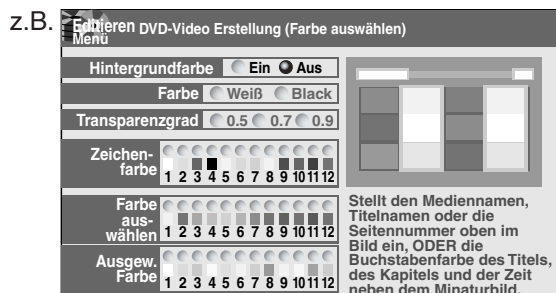 z.B.
Editieren DVD-Video Erstellung (Farbe auswählen)
Menü
Hintergrundfarbe Ein Aus
Farbe Weiß Black
Transparenzgrad 0.5 0.7 0.9
Zeichen-
farbe
1 2 3 4 5 6 7 8 9 10 11 12
Farbe
aus-
wählen
1 2 3 4 5 6 7 8 9 10 11 12
Ausgew.
Farbe
1 2 3 4 5 6 7 8 9 10 11 12
Stellt den Mediennamen,
Titelnamen oder die
Seitennummer oben im
Bild ein, ODER die
Buchstabenfarbe des Titels,
des Kapitels und der Zeit
neben dem Minaturbild.